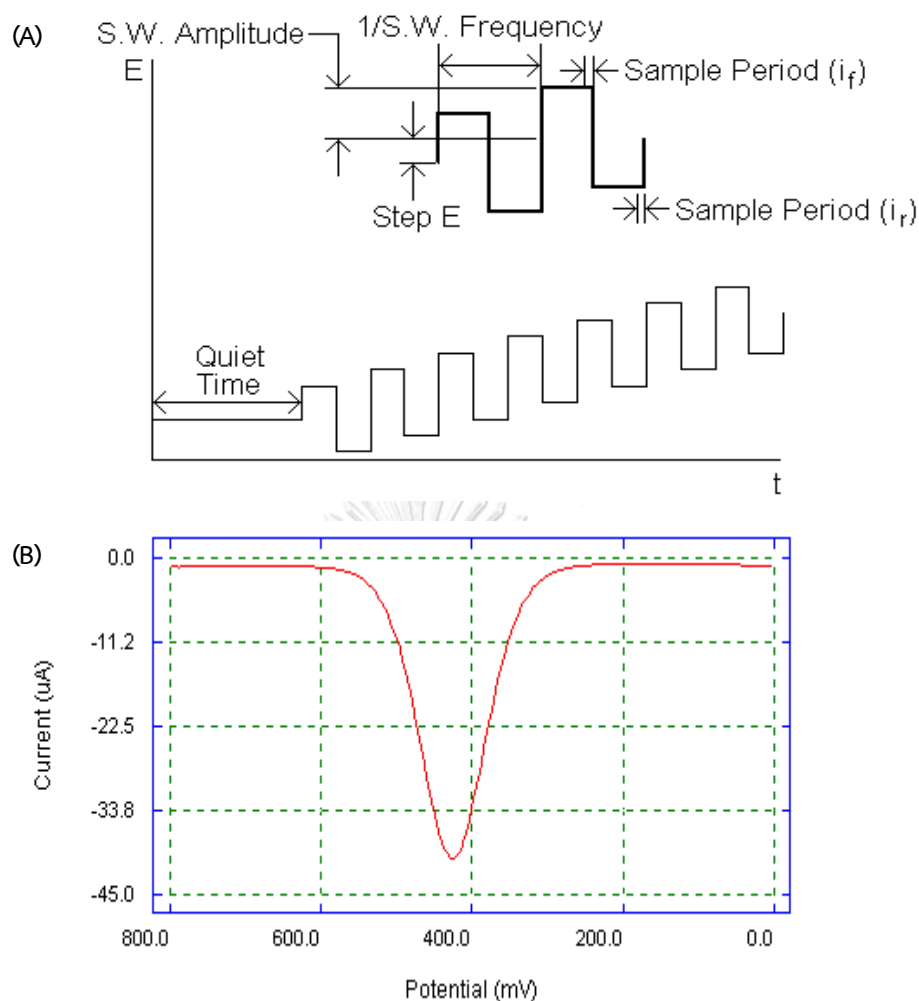 (A)
S.W. Amplitude
1/S.W. Frequency
E
Sample Period (if)
Step E
Sample Period (ir)
Quiet
Time
t
(B)
0.0
-11.2
-22.5
-33.8
-45.0
Current (uA)
800.0 600.0 400.0 200.0 0.0
Potential (mV)